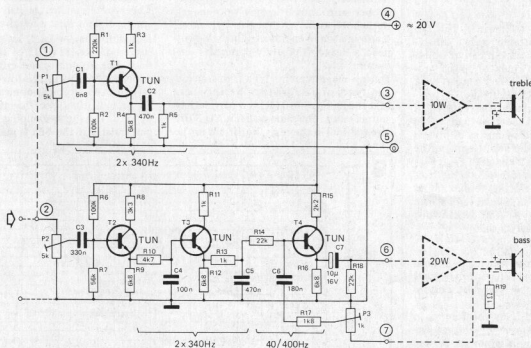 ④
+ ≈ 20 V
①
R1
220k
R3
1k
T1
TUN
P1
5k
C1
6n8
C2
470n
③
10W
treble
R2
100k
R4
6k8
R5
1k
⑤
2 x 340Hz
R6
100k
R8
3k3
R11
1k
R15
2k2
②
P2
5k
C3
330n
T2
TUN
T3
TUN
T4
TUN
R14
22k
C7
10µ
16V
⑥
20W
bass
R10
4k7
R13
1k
R7
56k
R9
6k8
C4
100n
R12
6k8
C5
470n
C6
180n
R16
6k8
R18
22k
R19
1Ω
R17
1k8
P3
1k
⑦
2 x 340Hz
40/400Hz